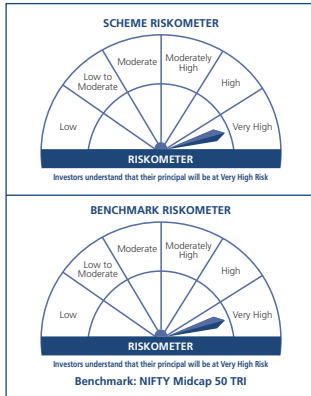 SCHEME RISKOMETER
Moderate
Moderately
High
Low to
Moderate
High
Low
Very High
RISKOMETER
Investors understand that their principal will be at Very High Risk
BENCHMARK RISKOMETER
Moderate
Moderately
High
Low to
Moderate
High
Low
Very High
RISKOMETER
Investors understand that their principal will be at Very High Risk
Benchmark: NIFTY Midcap 50 TRI